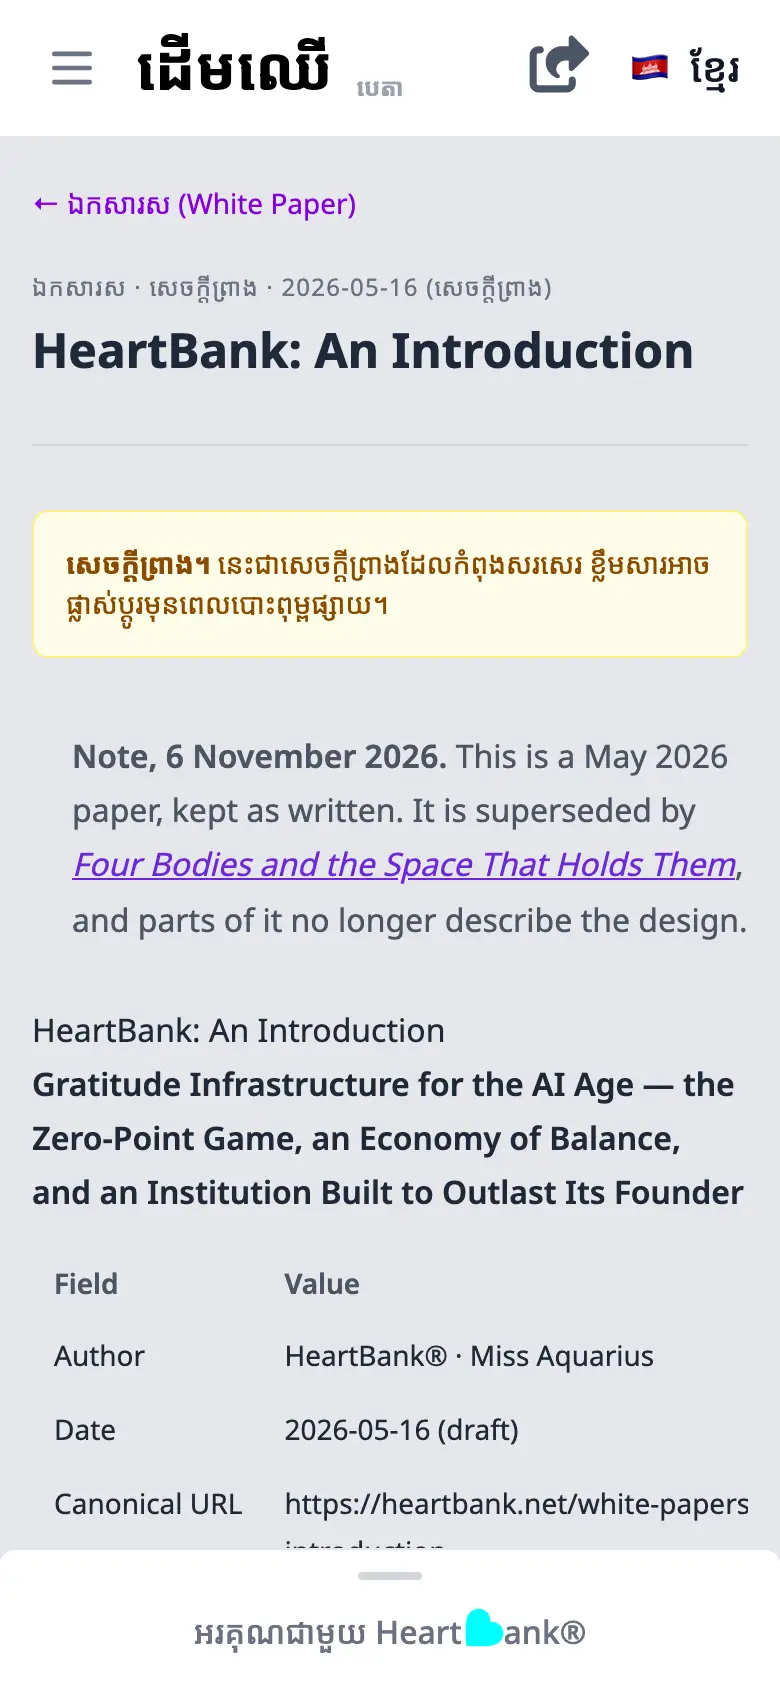 ដើមឈើ បេតា ខ្មែរ
← ឯកសារស (White Paper)
ឯកសារស · សេចក្តីព្រាង · 2026-05-16 (សេចក្តីព្រាង)
HeartBank: An Introduction
សេចក្តីព្រាង។ នេះជាសេចក្តីព្រាងដែលកំពុងសរសេរ ខ្លឹមសារអាច
ផ្លាស់ប្តូរមុនពេលបោះពុម្ពផ្សាយ។
Note, 6 November 2026. This is a May 2026
paper, kept as written. It is superseded by
Four Bodies and the Space That Holds Them,
and parts of it no longer describe the design.
HeartBank: An Introduction
Gratitude Infrastructure for the AI Age — the
Zero-Point Game, an Economy of Balance,
and an Institution Built to Outlast Its Founder
Field Value
Author HeartBank® · Miss Aquarius
Date 2026-05-16 (draft)
Canonical URL https://heartbank.net/white-papers
អរគុណជាមួយ HeartBank®